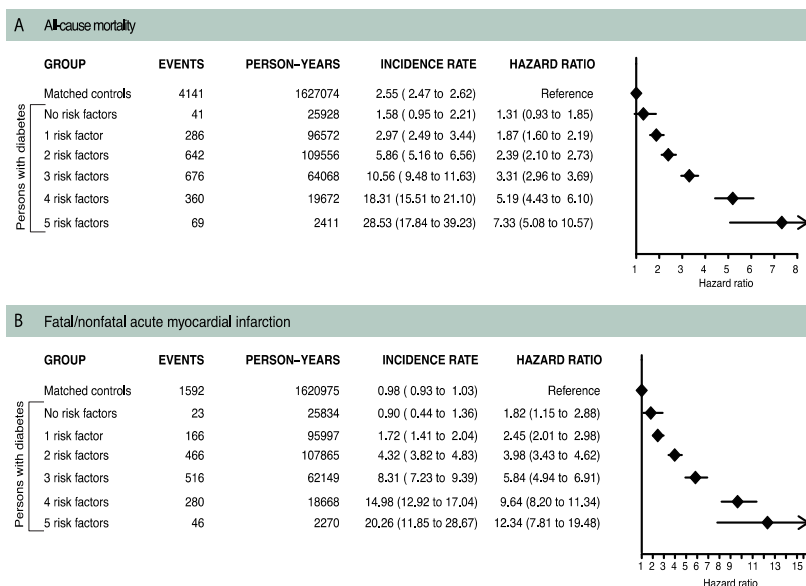 A All-cause mortality
GROUP EVENTS PERSON–YEARS INCIDENCE RATE HAZARD RATIO
Matched controls 4141 1627074 2.55 ( 2.47 to 2.62) Reference
Persons with diabetes
No risk factors 41 25928 1.58 ( 0.95 to 2.21) 1.31 (0.93 to 1.85)
1 risk factor 286 96572 2.97 ( 2.49 to 3.44) 1.87 (1.60 to 2.19)
2 risk factors 642 109556 5.86 ( 5.16 to 6.56) 2.39 (2.10 to 2.73)
3 risk factors 676 64068 10.56 ( 9.48 to 11.63) 3.31 (2.96 to 3.69)
4 risk factors 360 19672 18.31 (15.51 to 21.10) 5.19 (4.43 to 6.10)
5 risk factors 69 2411 28.53 (17.84 to 39.23) 7.33 (5.08 to 10.57)
1 2 3 4 5 6 7 8
Hazard ratio
B Fatal/nonfatal acute myocardial infarction
GROUP EVENTS PERSON–YEARS INCIDENCE RATE HAZARD RATIO
Matched controls 1592 1620975 0.98 ( 0.93 to 1.03) Reference
Persons with diabetes
No risk factors 23 25834 0.90 ( 0.44 to 1.36) 1.82 (1.15 to 2.88)
1 risk factor 166 95997 1.72 ( 1.41 to 2.04) 2.45 (2.01 to 2.98)
2 risk factors 466 107865 4.32 ( 3.82 to 4.83) 3.98 (3.43 to 4.62)
3 risk factors 516 62149 8.31 ( 7.23 to 9.39) 5.84 (4.94 to 6.91)
4 risk factors 280 18668 14.98 (12.92 to 17.04) 9.64 (8.20 to 11.34)
5 risk factors 46 2270 20.26 (11.85 to 28.67) 12.34 (7.81 to 19.48)
1 2 3 4 5 6 7 8 9 11 13 15
Hazard ratio